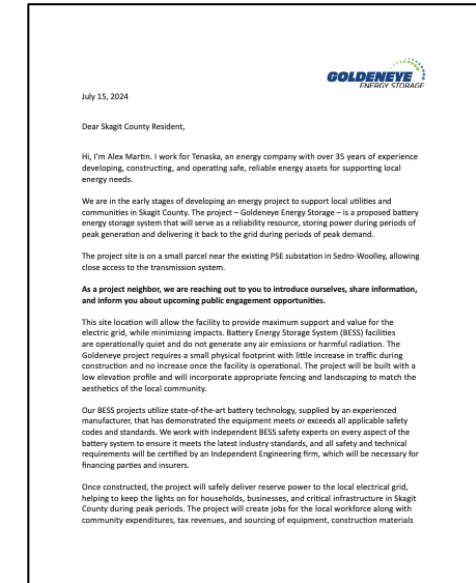 GOLDENEYE
ENERGY STORAGE
July 15, 2024
Dear Skagit County Resident,
Hi, I'm Alex Martin. I work for Tenaska, an energy company with over 35 years of experience
developing, constructing, and operating safe, reliable energy assets for supporting local
energy needs.
We are in the early stages of developing an energy project to support local utilities and
communities in Skagit County. The project – Goldeneye Energy Storage – is a proposed battery
energy storage system that will serve as a reliability resource, storing power during periods of
peak generation and delivering it back to the grid during periods of peak demand.
The project site is on a small parcel near the existing PSE substation in Sedro-Woolley, allowing
close access to the transmission system.
As a project neighbor, we are reaching out to you to introduce ourselves, share information,
and inform you about upcoming public engagement opportunities.
This site location will allow the facility to provide maximum support and value for the
electric grid, while minimizing impacts. Battery Energy Storage System (BESS) facilities
are operationally quiet and do not generate any air emissions or harmful radiation. The
Goldeneye project requires a small physical footprint with little increase in traffic during
construction and no increase once the facility is operational. The project will be built with a
low elevation profile and will incorporate appropriate fencing and landscaping to match the
aesthetics of the local community.
Our BESS projects utilize state-of-the-art battery technology, supplied by an experienced
manufacturer, that has demonstrated the equipment meets or exceeds all applicable safety
codes and standards. We work with independent BESS safety experts on every aspect of the
battery system to ensure it meets the latest industry standards, and all safety and technical
requirements will be certified by an Independent Engineering firm, which will be necessary for
financing parties and insurers.
Once constructed, the project will safely deliver reserve power to the local electrical grid,
helping to keep the lights on for households, businesses, and critical infrastructure in Skagit
County during peak periods. The project will create jobs for the local workforce along with
community expenditures, tax revenues, and sourcing of equipment, construction materials